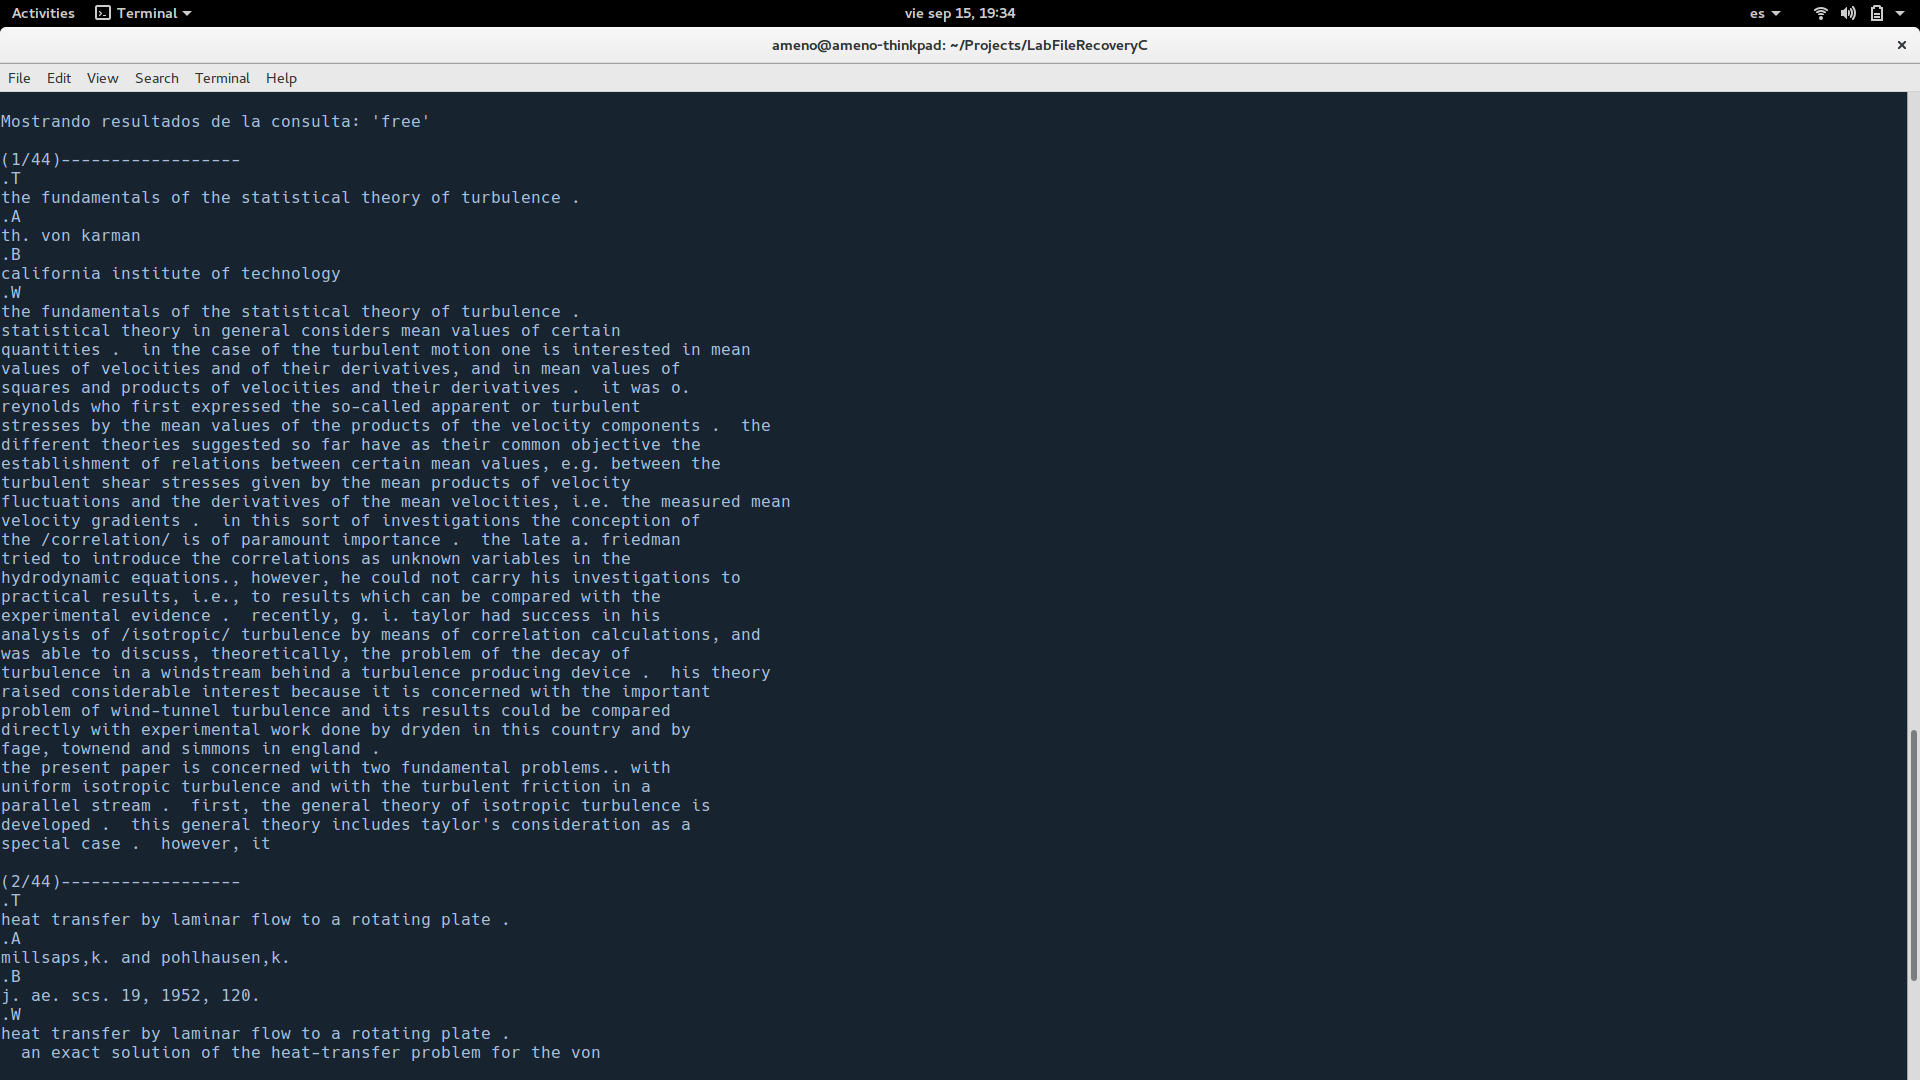 Activities Terminal vie sep 15, 19:34 es
ameno@ameno-thinkpad: ~/Projects/LabFileRecoveryC ×
File Edit View Search Terminal Help
Mostrando resultados de la consulta: 'free'
(1/44)------------------
.T
the fundamentals of the statistical theory of turbulence .
.A
th. von karman
.B
california institute of technology
.W
the fundamentals of the statistical theory of turbulence .
statistical theory in general considers mean values of certain
quantities .  in the case of the turbulent motion one is interested in mean
values of velocities and of their derivatives, and in mean values of
squares and products of velocities and their derivatives .  it was o.
reynolds who first expressed the so-called apparent or turbulent
stresses by the mean values of the products of the velocity components .  the
different theories suggested so far have as their common objective the
establishment of relations between certain mean values, e.g. between the
turbulent shear stresses given by the mean products of velocity
fluctuations and the derivatives of the mean velocities, i.e. the measured mean
velocity gradients .  in this sort of investigations the conception of
the /correlation/ is of paramount importance .  the late a. friedman
tried to introduce the correlations as unknown variables in the
hydrodynamic equations., however, he could not carry his investigations to
practical results, i.e., to results which can be compared with the
experimental evidence .  recently, g. i. taylor had success in his
analysis of /isotropic/ turbulence by means of correlation calculations, and
was able to discuss, theoretically, the problem of the decay of
turbulence in a windstream behind a turbulence producing device .  his theory
raised considerable interest because it is concerned with the important
problem of wind-tunnel turbulence and its results could be compared
directly with experimental work done by dryden in this country and by
fage, townend and simmons in england .
the present paper is concerned with two fundamental problems.. with
uniform isotropic turbulence and with the turbulent friction in a
parallel stream .  first, the general theory of isotropic turbulence is
developed .  this general theory includes taylor's consideration as a
special case .  however, it
(2/44)------------------
.T
heat transfer by laminar flow to a rotating plate .
.A
millsaps,k. and pohlhausen,k.
.B
j. ae. scs. 19, 1952, 120.
.W
heat transfer by laminar flow to a rotating plate .
  an exact solution of the heat-transfer problem for the von